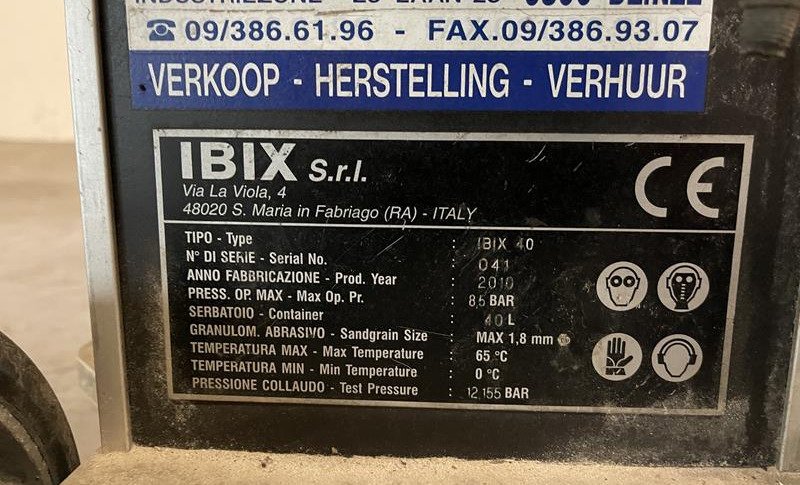 ☎ 09/386.61.96 - FAX.09/386.93.07
VERKOOP - HERSTELLING - VERHUUR
IBIX S.r.l.
Via La Viola, 4
48020 S. Maria in Fabriago (RA) - ITALY
CE
TIPO - Type : IBIX 40
N° DI SERIE - Serial No. : 041
ANNO FABBRICAZIONE - Prod. Year : 2010
PRESS. OP. MAX - Max Op. Pr. : 8,5 BAR
SERBATOIO - Container : 40 L
GRANULOM. ABRASIVO - Sandgrain Size : MAX 1,8 mm
TEMPERATURA MAX - Max Temperature : 65 °C
TEMPERATURA MIN - Min Temperature : 0 °C
PRESSIONE COLLAUDO - Test Pressure : 12,155 BAR